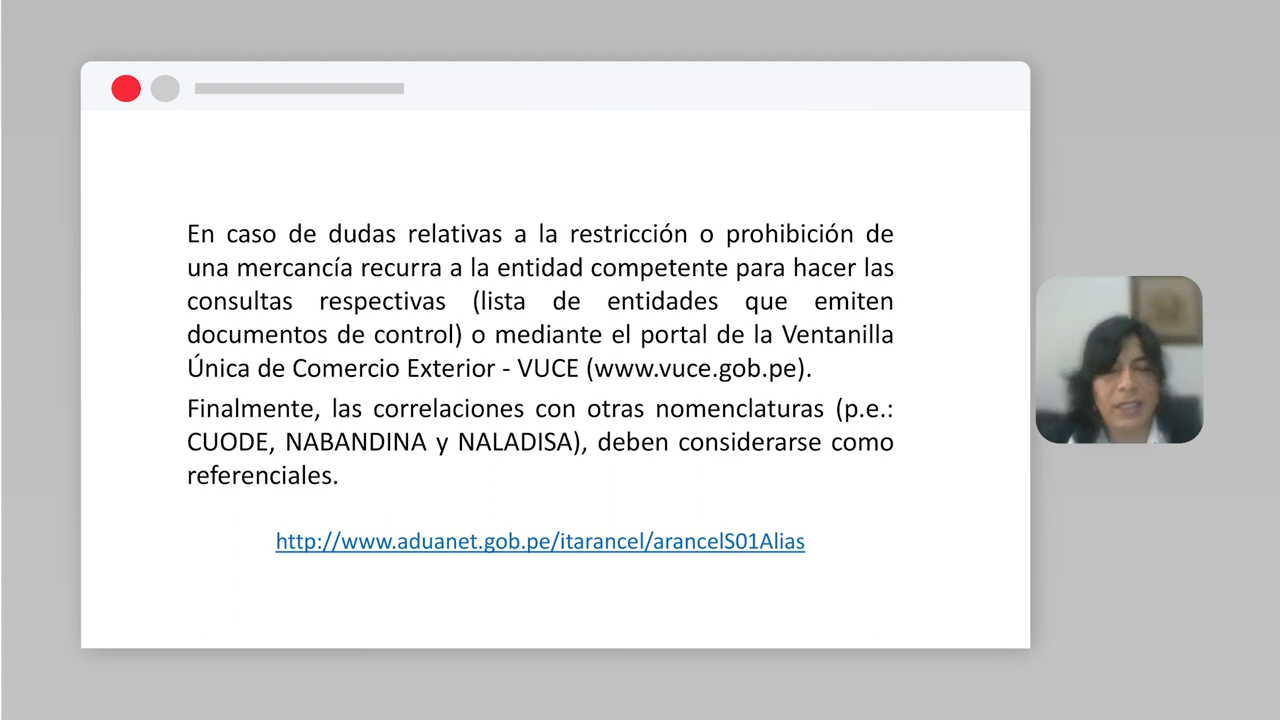 En caso de dudas relativas a la restricción o prohibición de
una mercancía recurra a la entidad competente para hacer las
consultas respectivas (lista de entidades que emiten
documentos de control) o mediante el portal de la Ventanilla
Única de Comercio Exterior - VUCE (www.vuce.gob.pe).
Finalmente, las correlaciones con otras nomenclaturas (p.e.:
CUODE, NABANDINA y NALADISA), deben considerarse como
referenciales.
http://www.aduanet.gob.pe/itarancel/arancelS01Alias